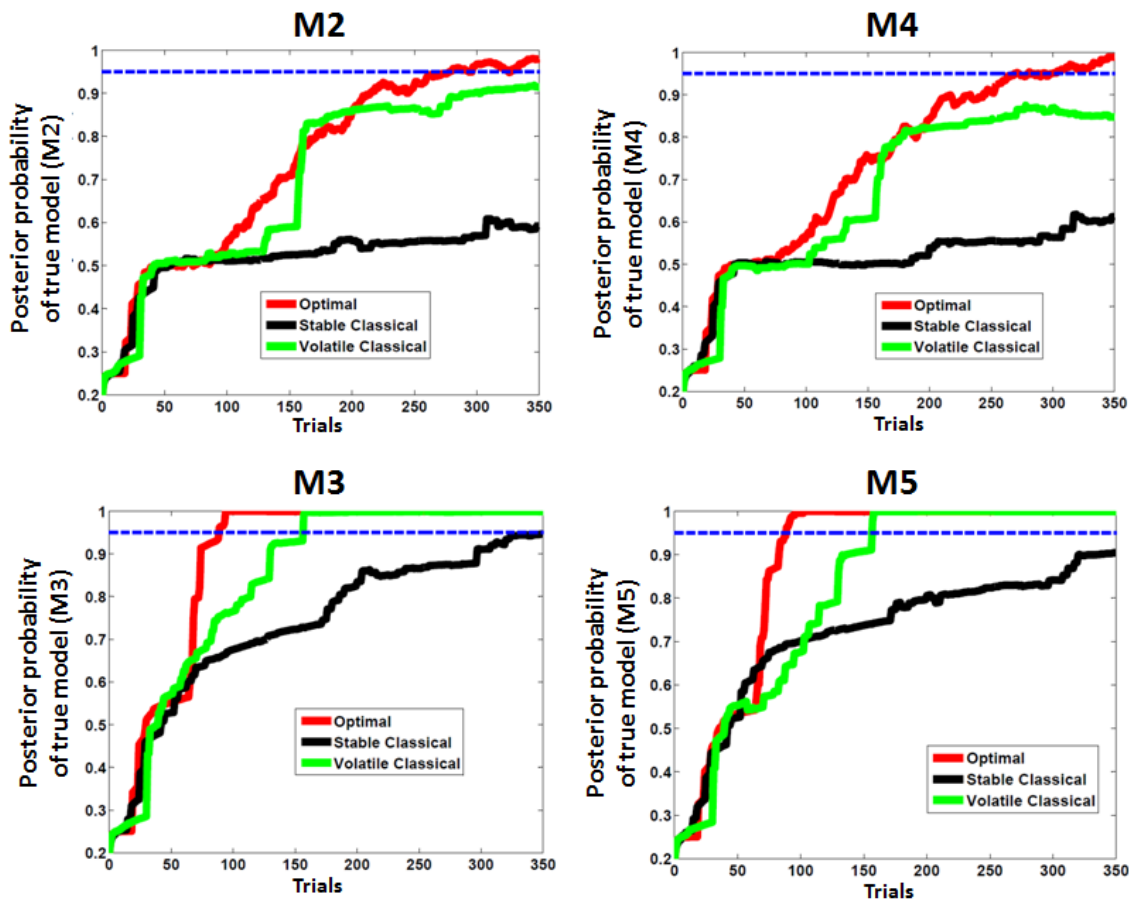 M2
Posterior probability
of true model (M2)
1
0.9
0.8
0.7
0.6
0.5
0.4
0.3
0.2
Optimal
Stable Classical
Volatile Classical
0 50 100 150 200 250 300 350
Trials
M4
Posterior probability
of true model (M4)
1
0.9
0.8
0.7
0.6
0.5
0.4
0.3
0.2
Optimal
Stable Classical
Volatile Classical
0 50 100 150 200 250 300 350
Trials
M3
Posterior probability
of true model (M3)
1
0.9
0.8
0.7
0.6
0.5
0.4
0.3
0.2
Optimal
Stable Classical
Volatile Classical
0 50 100 150 200 250 300 350
Trials
M5
Posterior probability
of true model (M5)
1
0.9
0.8
0.7
0.6
0.5
0.4
0.3
0.2
Optimal
Stable Classical
Volatile Classical
0 50 100 150 200 250 300 350
Trials